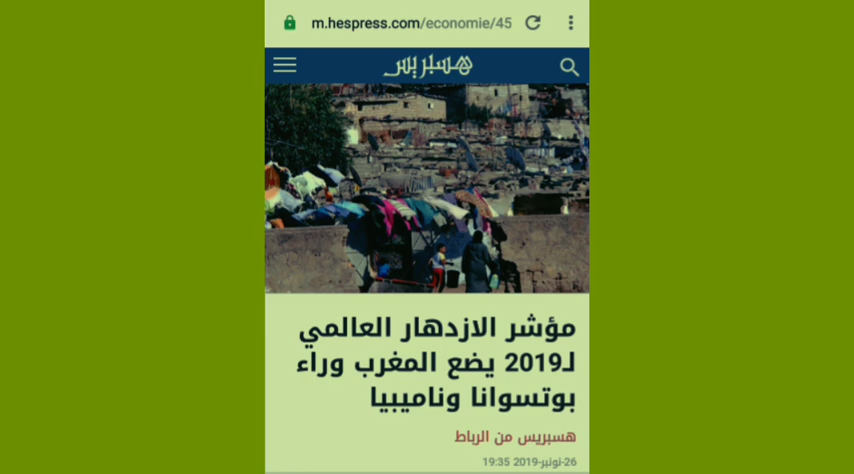 m.hespress.com/economie/45
هسبريس
مؤشر الازدهار العالمي
لـ2019 يضع المغرب وراء
بوتسوانا وناميبيا
هسبريس من الرباط
26-نونبر-2019 19:35